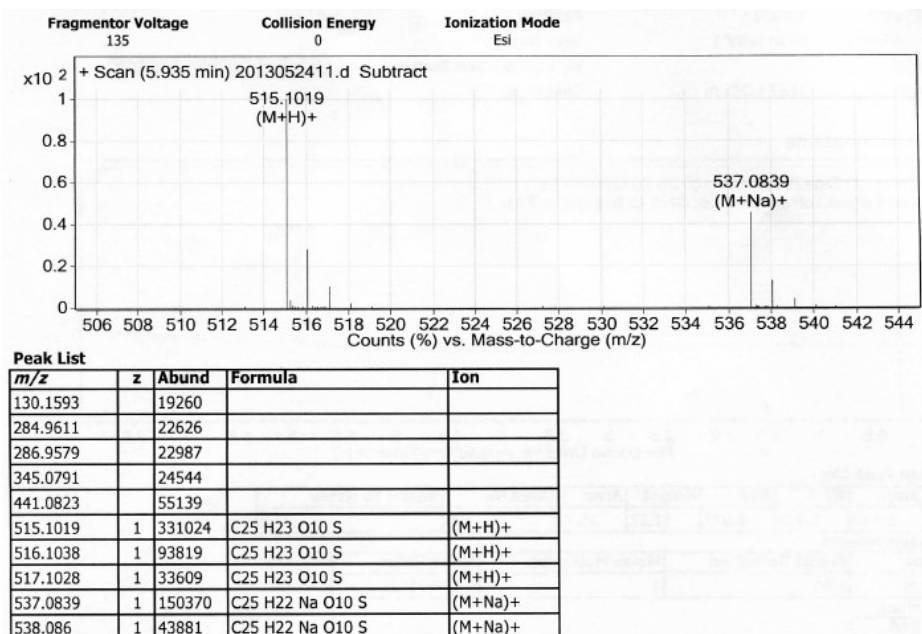 Fragmentor Voltage Collision Energy Ionization Mode
135 0 Esi
x10 2 + Scan (5.935 min) 20130524411.d Subtract
1 515.1019
(M+H)+
0.8
0.6 537.0839
(M+Na)+
0.4
0.2
0
506 508 510 512 514 516 518 520 522 524 526 528 530 532 534 536 538 540 542 544
Counts (%) vs. Mass-to-Charge (m/z)
Peak List
m/z z Abund Formula Ion
130.1593 19260
284.9611 22626
286.9579 22987
345.0791 24544
441.0823 55139
515.1019 1 331024 C25 H23 O10 S (M+H)+
516.1038 1 93819 C25 H23 O10 S (M+H)+
517.1028 1 33609 C25 H23 O10 S (M+H)+
537.0839 1 150370 C25 H22 Na O10 S (M+Na)+
538.086 1 43881 C25 H22 Na O10 S (M+Na)+